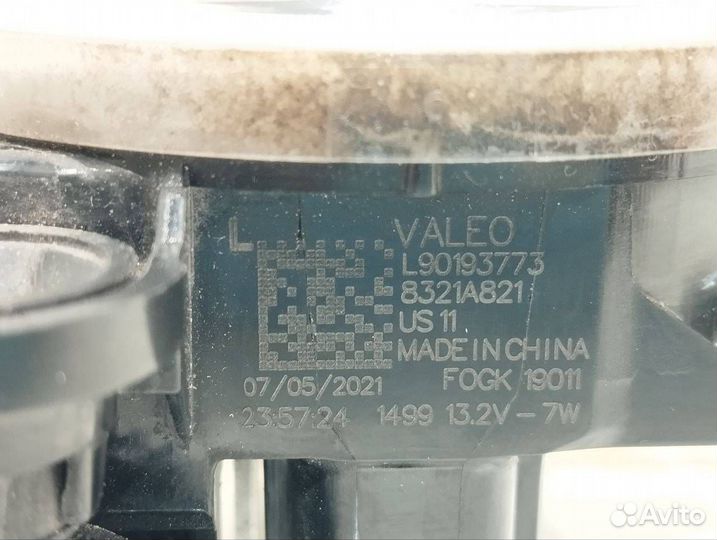 L
VALEO
L90193773
8321A821
US 11
MADE IN CHINA
07/05/2021 FOGK 19011
23:57:24 1499 13.2V - 7W
Avito